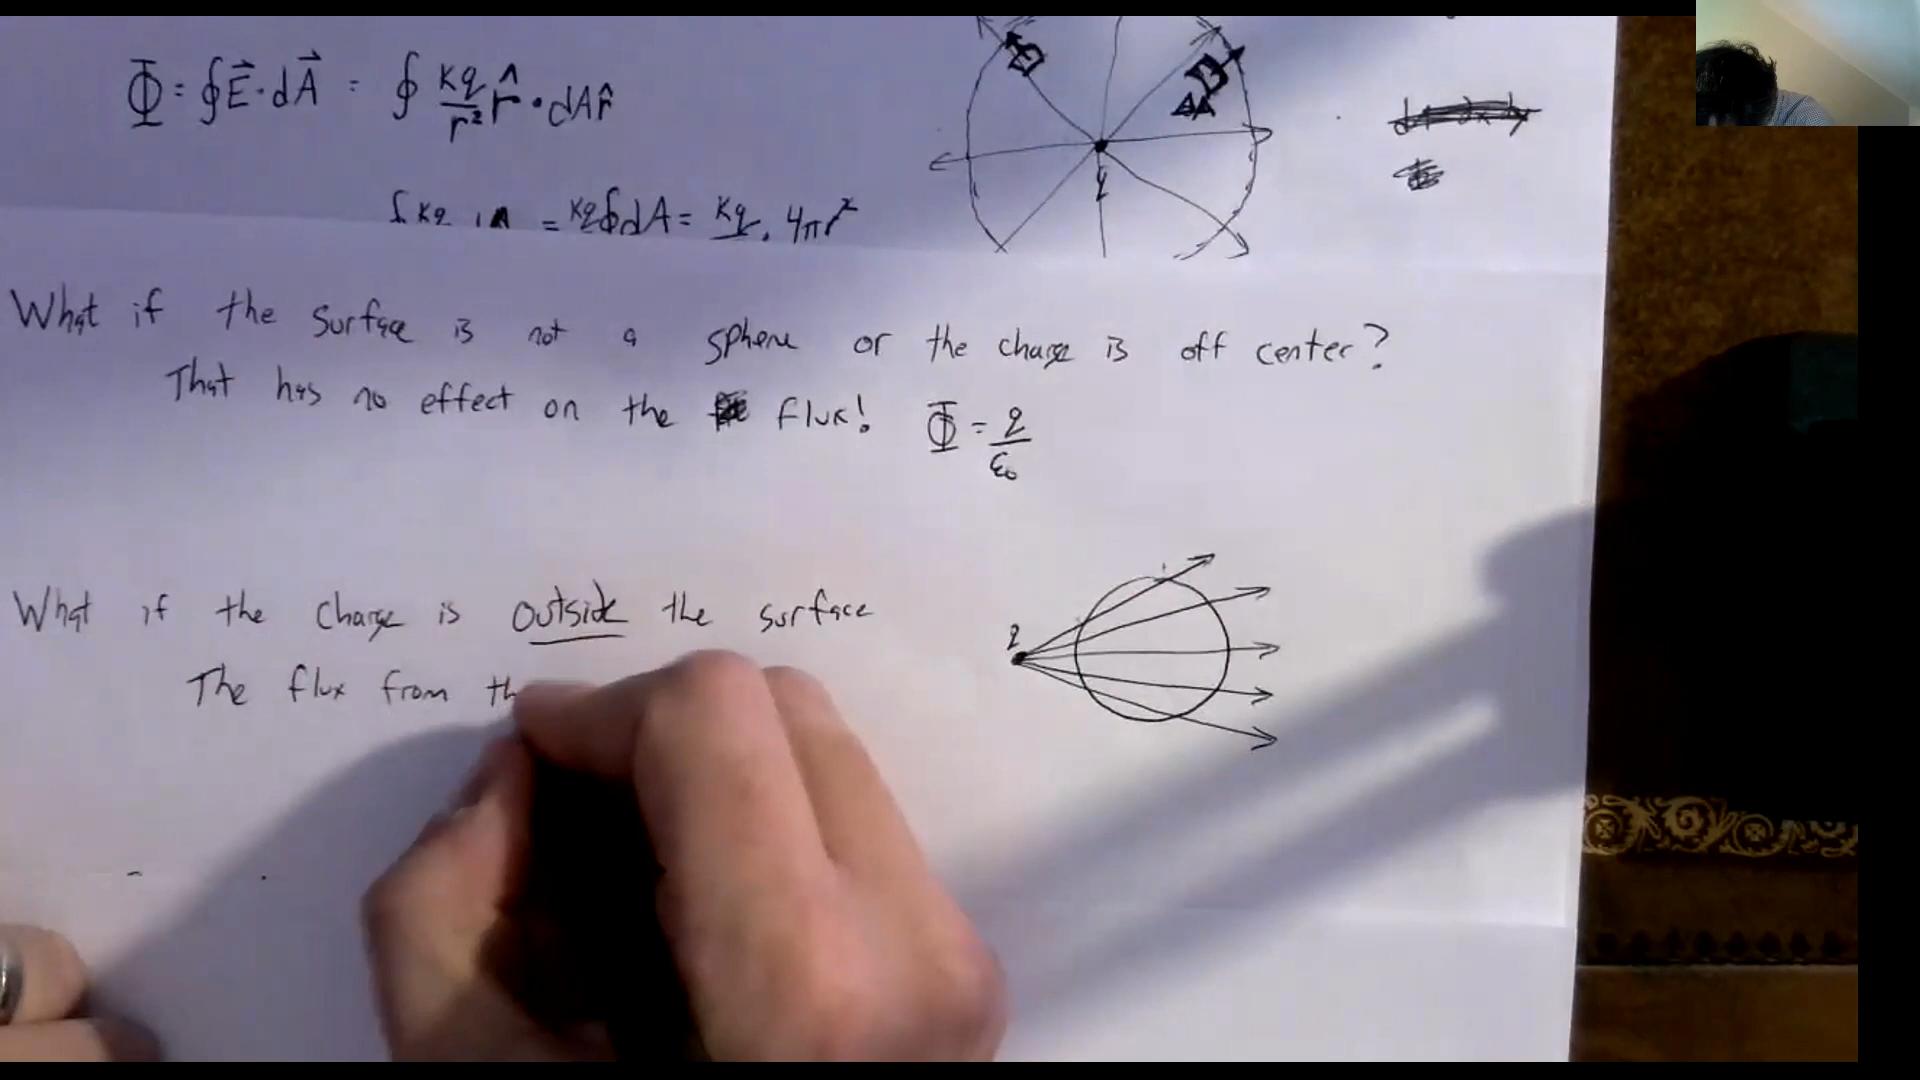 Φ = ∮E⃗·dA⃗ = ∮ kq/r² r̂ · dA r̂
= kq∮dA = kq · 4πr²
dA
q
What if the surface is not a sphere or the charge is off center?
That has no effect on the flux! Φ = q/ε₀
What if the charge is outside the surface
q
The flux from th